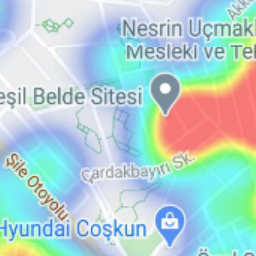 Nesrin Uçmakl
Mesleki ve Te
eşil Belde Sitesi
Çardakbayırı Sk.
Şile Otoyolu
Hyundai Coşkun